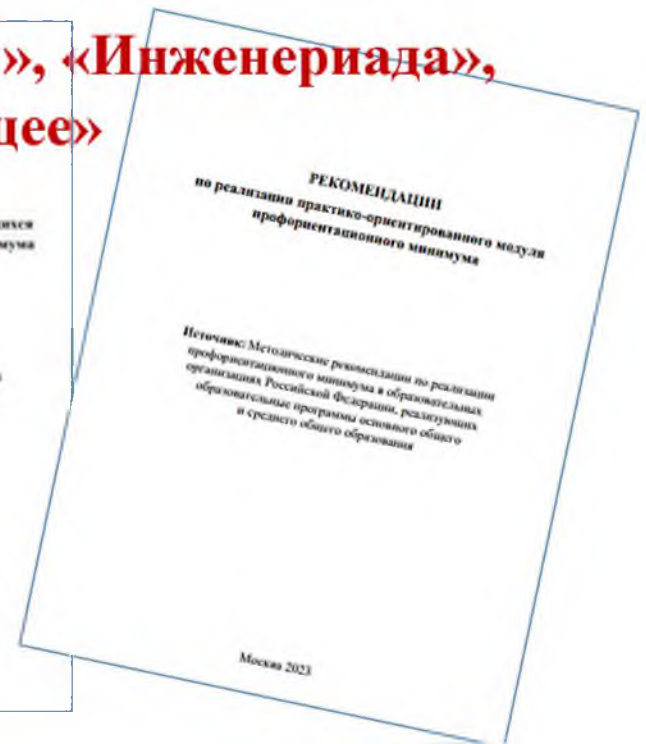 », «Инженериада»,
щее»
РЕКОМЕНДАЦИИ
по реализации практико-ориентированного модуля
профориентационного минимума
Источник: Методические рекомендации по реализации
профориентационного минимума в образовательных
организациях Российской Федерации, реализующих
образовательные программы основного общего
и среднего общего образования
Москва 2023